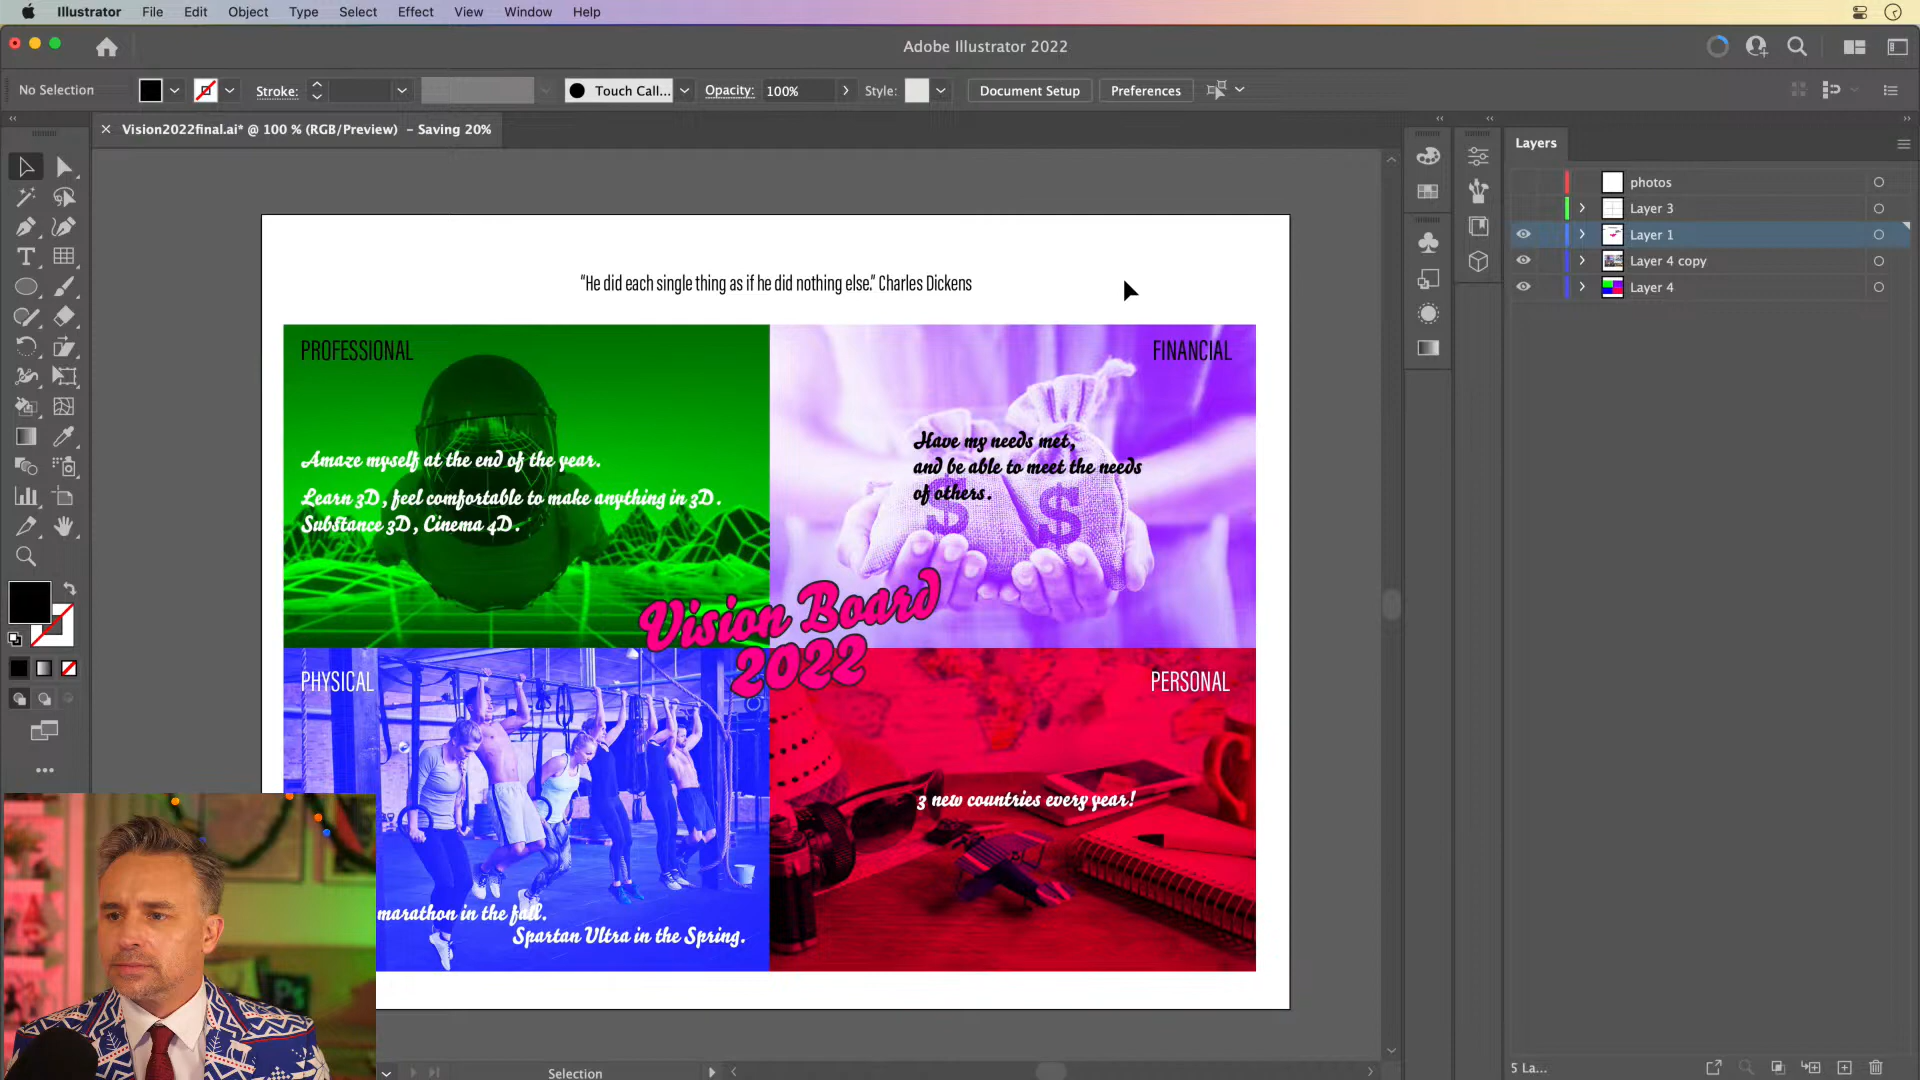 Illustrator File Edit Object Type Select Effect View Window Help
Adobe Illustrator 2022
No Selection Stroke: Touch Call... Opacity: 100% Style: Document Setup Preferences
Vision2022final.ai* @ 100 % (RGB/Preview) - Saving 20%
Layers
photos
Layer 3
Layer 1
Layer 4 copy
Layer 4
“He did each single thing as if he did nothing else.” Charles Dickens
PROFESSIONAL
FINANCIAL
Amaze myself at the end of the year.
Learn 3D, feel comfortable to make anything in 3D.
Substance 3D, Cinema 4D.
Have my needs met,
and be able to meet the needs
of others.
$ $
Vision Board
2022
PHYSICAL
PERSONAL
3 new countries every year!
marathon in the fall.
Spartan Ultra in the Spring.
Selection
5 La...